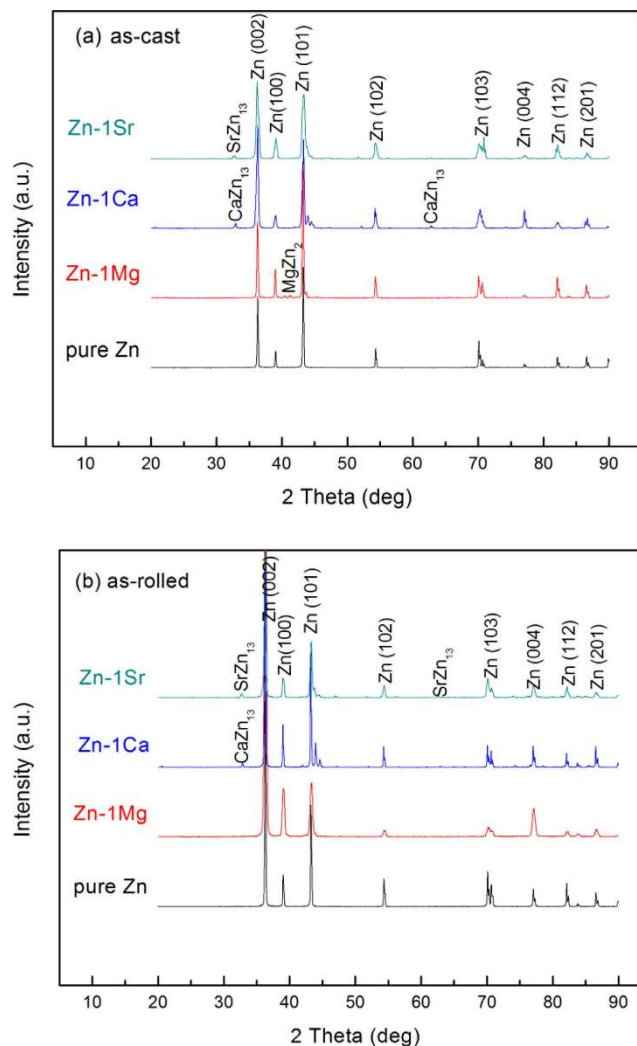 (a) as-cast
Zn (002)
Zn(100)
Zn (101)
Zn (102)
Zn (103)
Zn (004)
Zn (112)
Zn (201)
Zn-1Sr
SrZn13
Zn-1Ca
CaZn13
CaZn13
Zn-1Mg
MgZn2
pure Zn
Intensity (a.u.)
10 20 30 40 50 60 70 80 90
2 Theta (deg)
(b) as-rolled
Zn (002)
Zn(100)
Zn (101)
Zn (102)
Zn (103)
Zn (004)
Zn (112)
Zn (201)
Zn-1Sr
SrZn13
SrZn13
Zn-1Ca
CaZn13
Zn-1Mg
pure Zn
Intensity (a.u.)
10 20 30 40 50 60 70 80 90
2 Theta (deg)